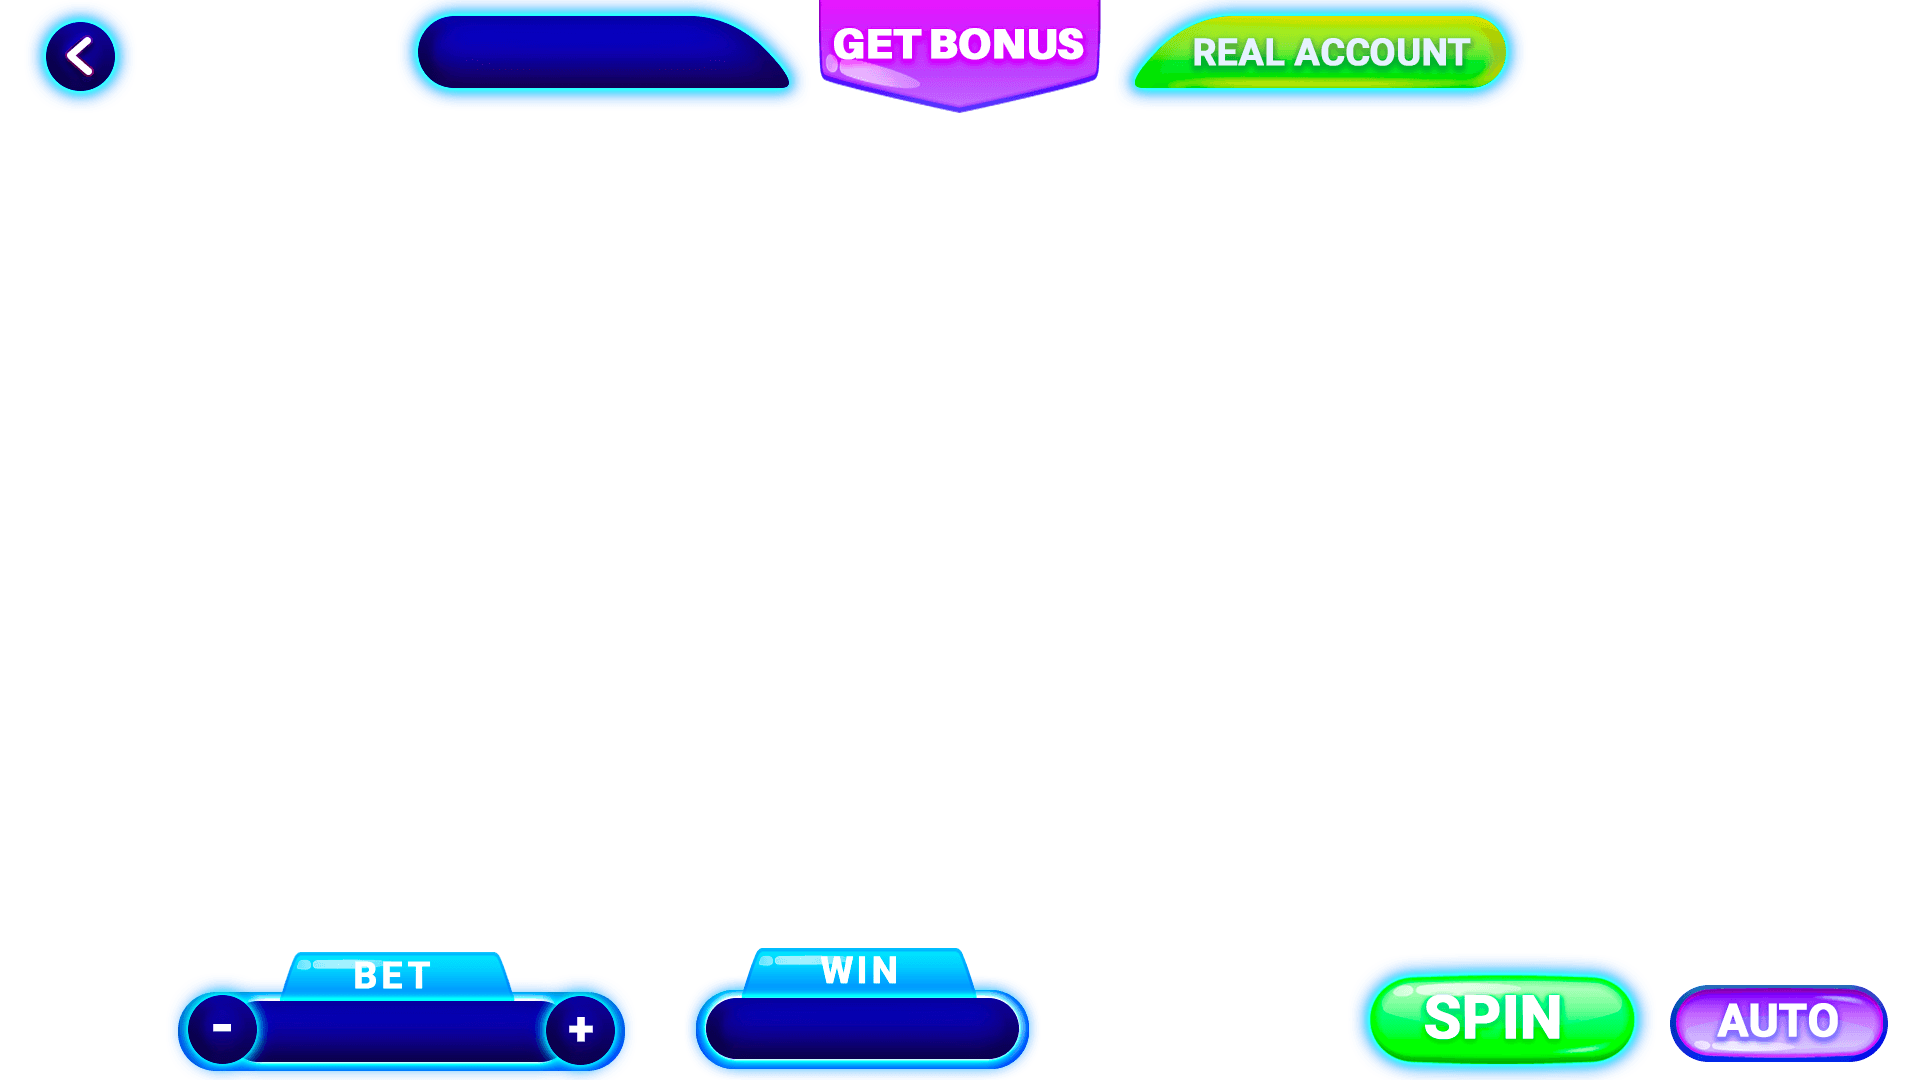 GET BONUS
REAL ACCOUNT
BET
-
+
WIN
SPIN
AUTO